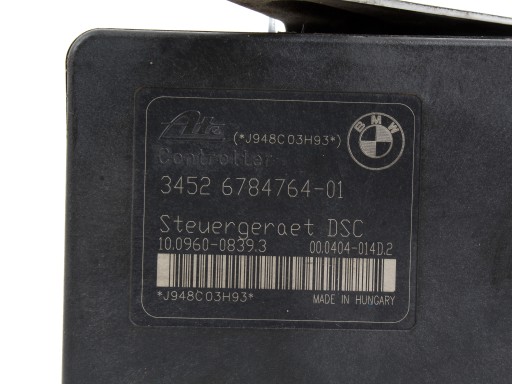 Ate (*J948C03H93*) BMW
Controller
3452 6784764-01
Steuergeraet DSC
10.0960-0839.3 00.0404-014D.2
*J948C03H93* MADE IN HUNGARY